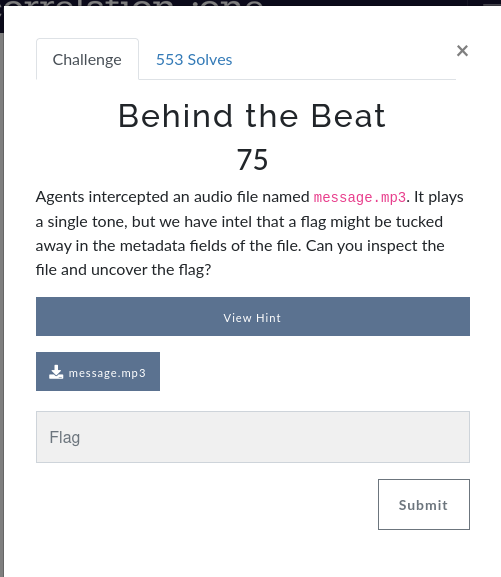 correlation :one
Challenge
553 Solves
×
Behind the Beat
75
Agents intercepted an audio file named message.mp3. It plays
a single tone, but we have intel that a flag might be tucked
away in the metadata fields of the file. Can you inspect the
file and uncover the flag?
View Hint
message.mp3
Flag
Submit